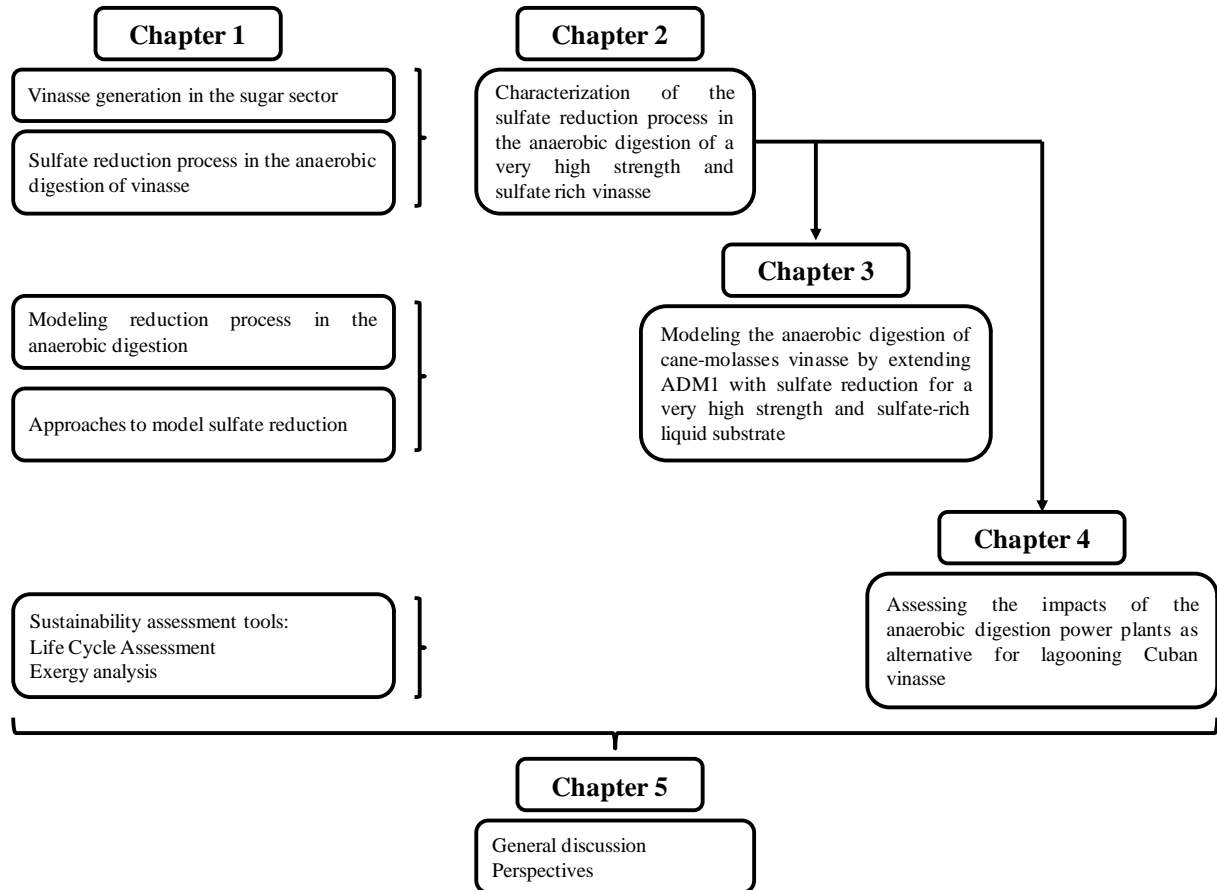 Chapter 1
Vinasse generation in the sugar sector
Sulfate reduction process in the anaerobic
digestion of vinasse
Modeling reduction process in the
anaerobic digestion
Approaches to model sulfate reduction
Sustainability assessment tools:
Life Cycle Assessment
Exergy analysis
Chapter 2
Characterization of the
sulfate reduction process in
the anaerobic digestion of a
very high strength and
sulfate rich vinasse
Chapter 3
Modeling the anaerobic digestion of
cane-molasses vinasse by extending
ADM1 with sulfate reduction for a
very high strength and sulfate-rich
liquid substrate
Chapter 4
Assessing the impacts of the
anaerobic digestion power plants as
alternative for lagooning Cuban
vinasse
Chapter 5
General discussion
Perspectives